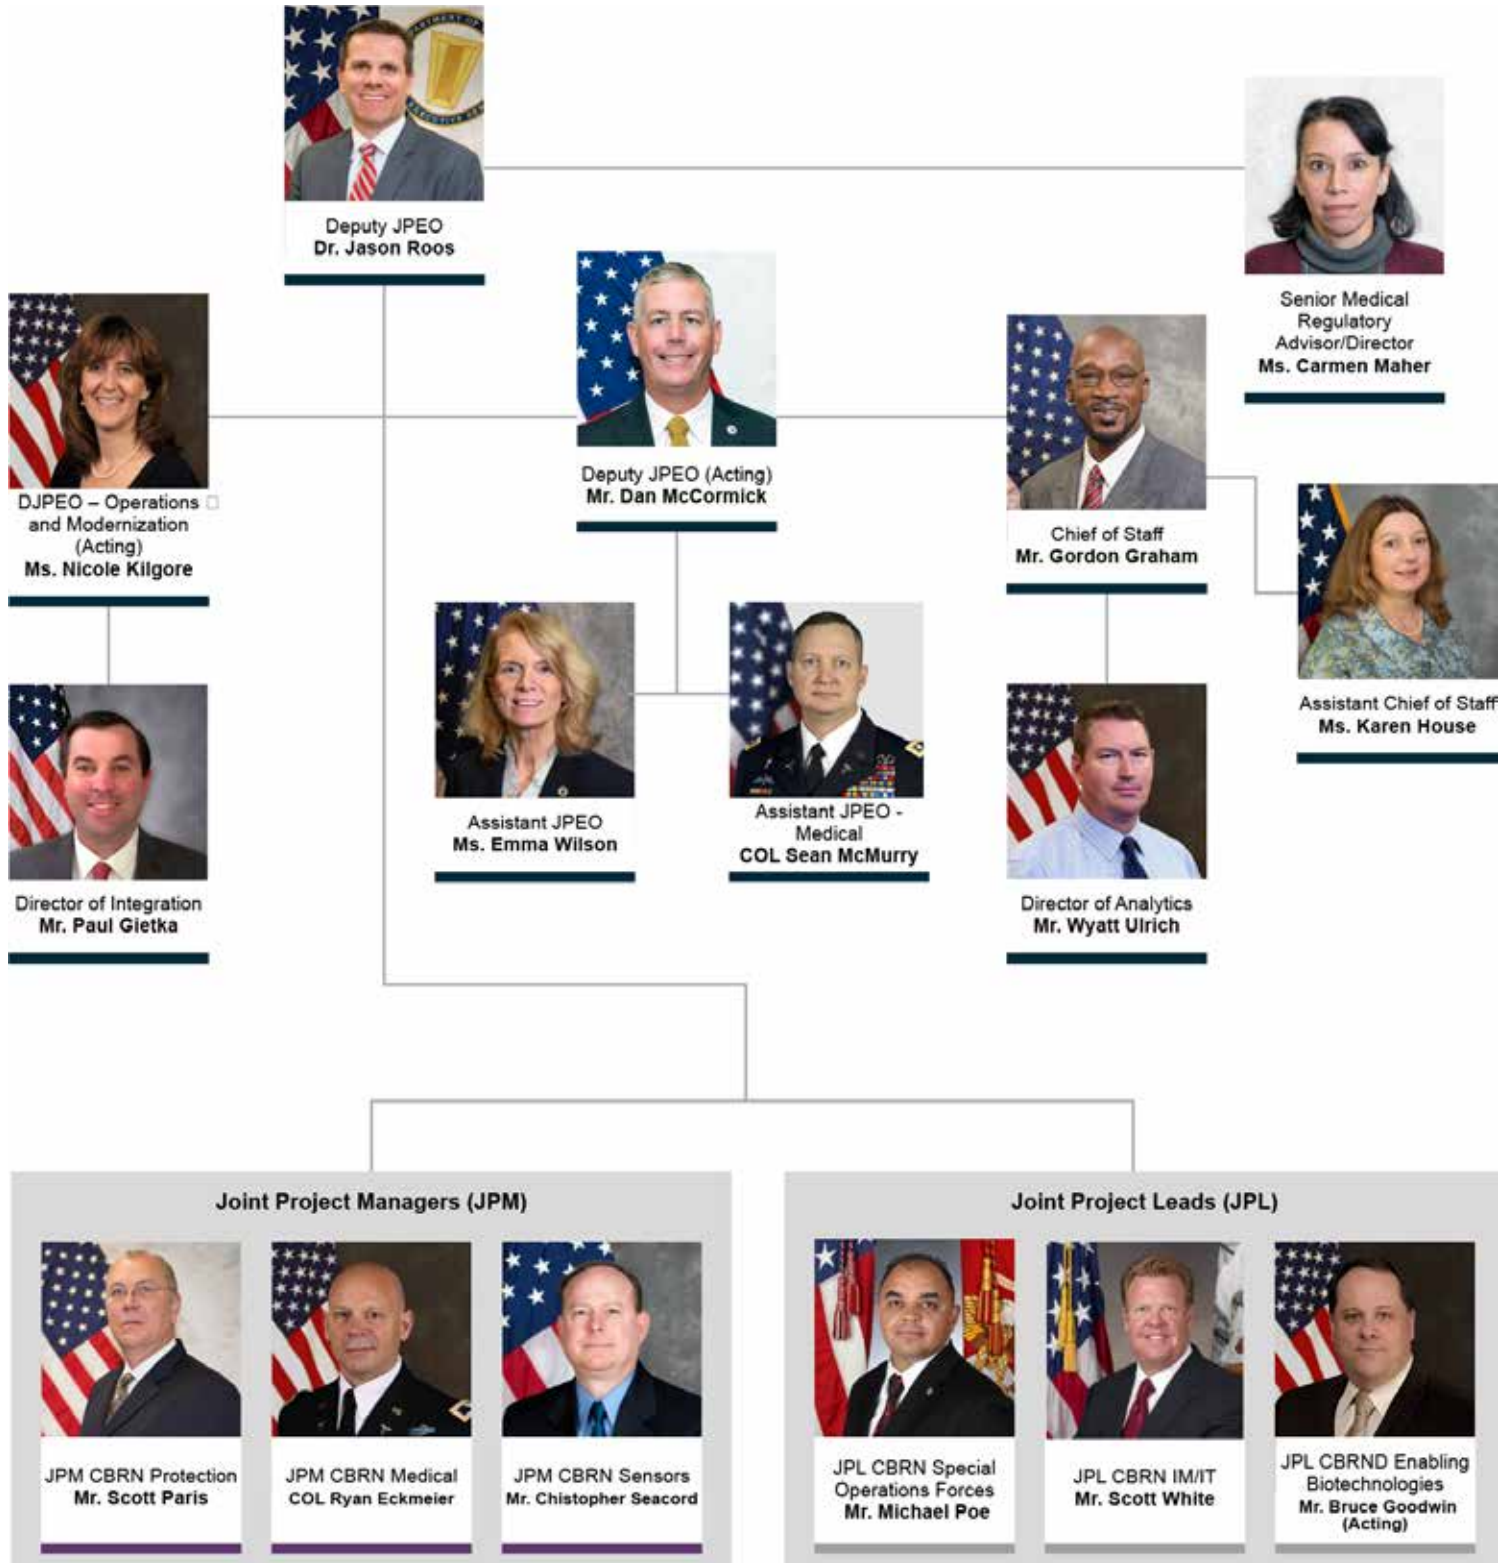 Deputy JPEO
Dr. Jason Roos
Senior Medical
Regulatory
Advisor/Director
Ms. Carmen Maher
DJPEO – Operations □
and Modernization
(Acting)
Ms. Nicole Kilgore
Deputy JPEO (Acting)
Mr. Dan McCormick
Chief of Staff
Mr. Gordon Graham
Assistant Chief of Staff
Ms. Karen House
Assistant JPEO
Ms. Emma Wilson
Assistant JPEO -
Medical
COL Sean McMurry
Director of Integration
Mr. Paul Gietka
Director of Analytics
Mr. Wyatt Ulrich
Joint Project Managers (JPM)
JPM CBRN Protection
Mr. Scott Paris
JPM CBRN Medical
COL Ryan Eckmeier
JPM CBRN Sensors
Mr. Chistopher Seacord
Joint Project Leads (JPL)
JPL CBRN Special
Operations Forces
Mr. Michael Poe
JPL CBRN IM/IT
Mr. Scott White
JPL CBRND Enabling
Biotechnologies
Mr. Bruce Goodwin
(Acting)